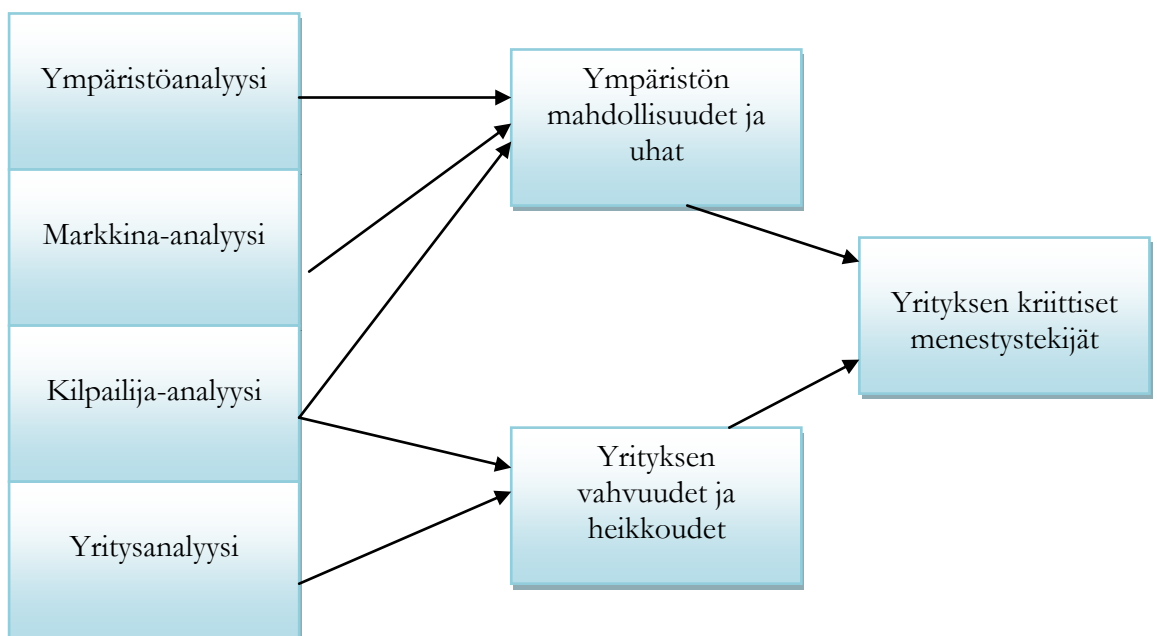 Ympäristöanalyysi
Markkina-analyysi
Kilpailija-analyysi
Yritysanalyysi
Ympäristön
mahdollisuudet ja
uhat
Yrityksen
vahvuudet ja
heikkoudet
Yrityksen kriittiset
menestystekijät